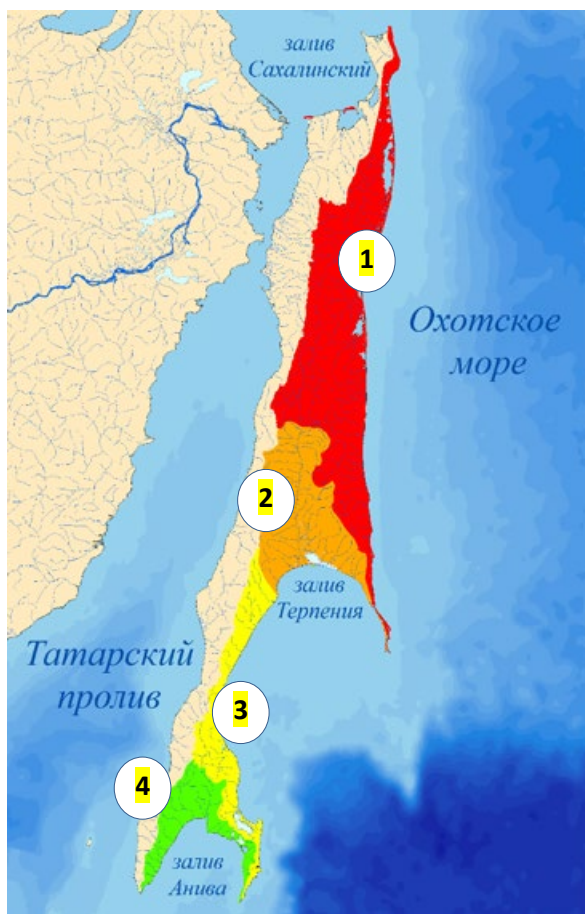 залив
Сахалинский
1
Охотское
море
2
залив
Терпения
Татарский
пролив
3
4
залив
Анива